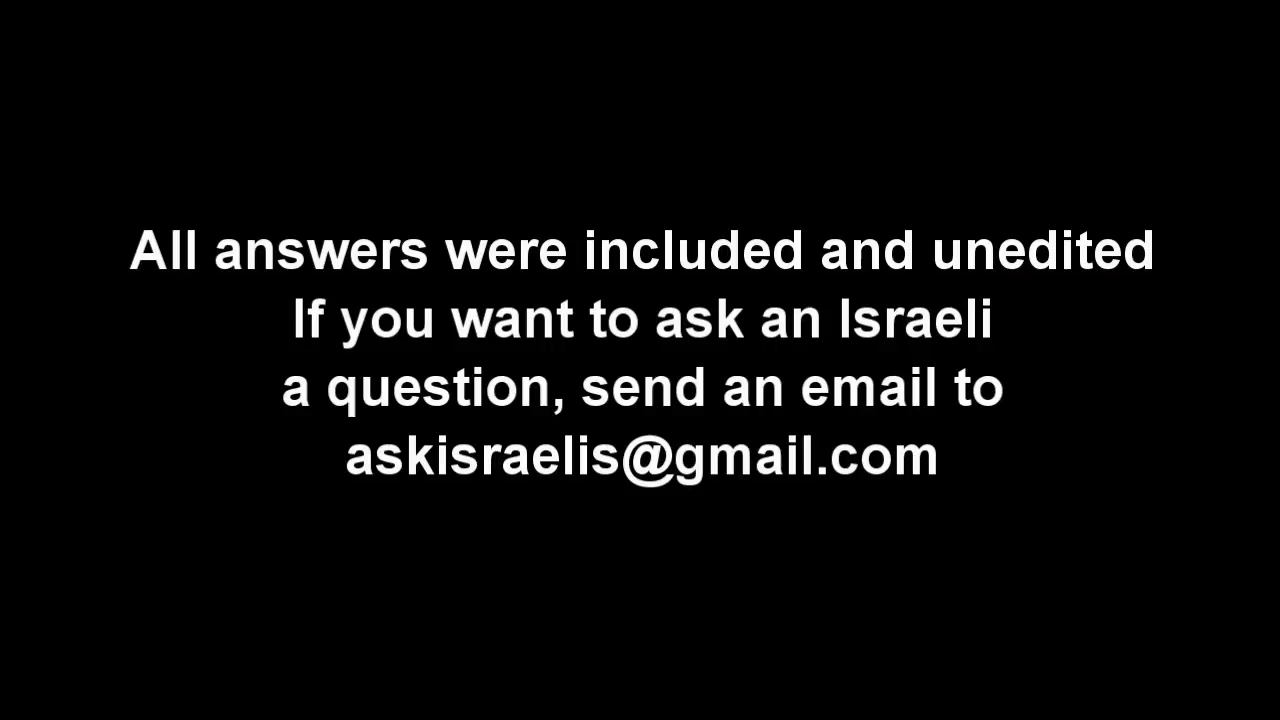 All answers were included and unedited
If you want to ask an Israeli
a question, send an email to
askisraelis@gmail.com